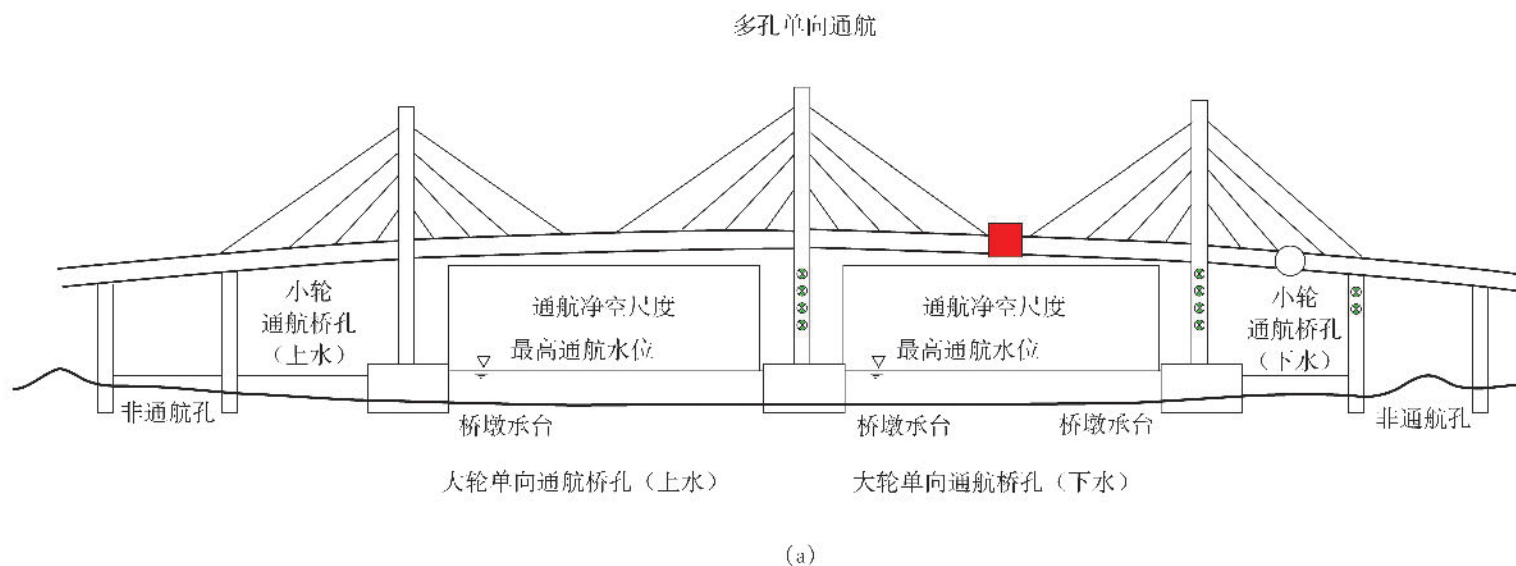 多孔单向通航
小轮
通航桥孔
（上水）
通航净空尺度
最高通航水位
通航净空尺度
最高通航水位
小轮
通航桥孔
（下水）
非通航孔
桥墩承台
桥墩承台
桥墩承台
非通航孔
大轮单向通航桥孔（上水）
大轮单向通航桥孔（下水）
(a)